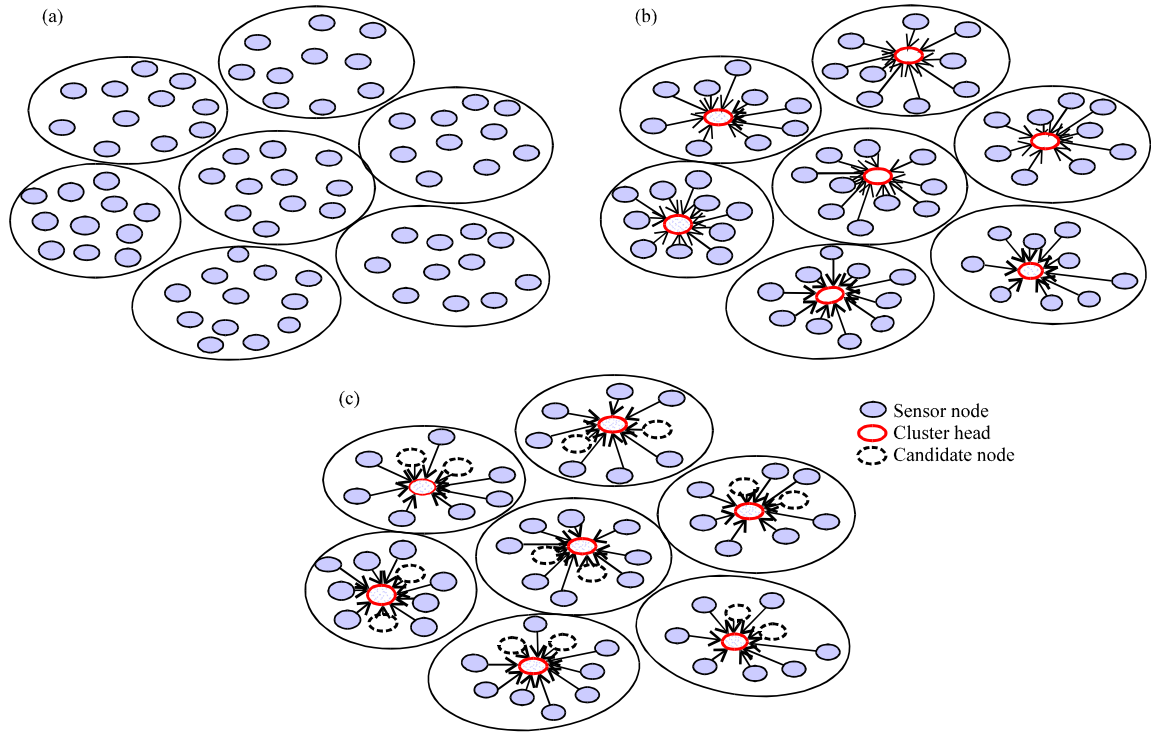 (a)
(b)
(c)
Sensor node
Cluster head
Candidate node